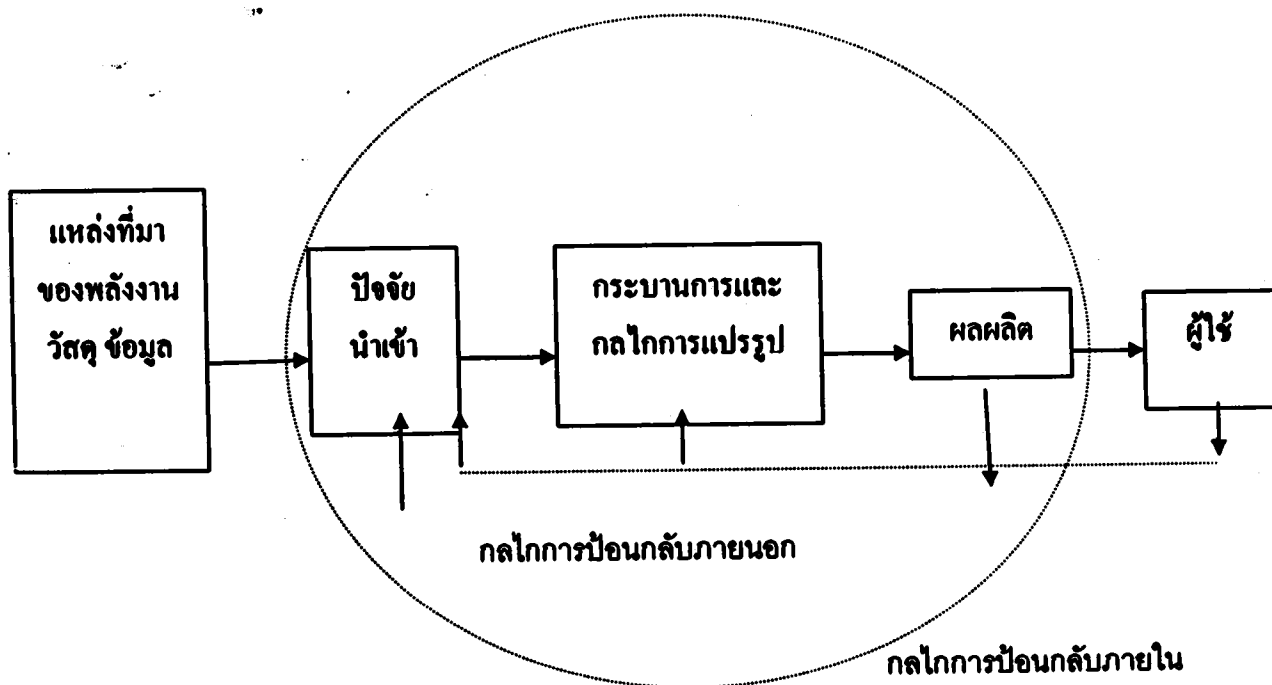 แหล่งที่มา
ของพลังงาน
วัสดุ ข้อมูล
ปัจจัย
นำเข้า
กระบานการและ
กลไกการแปรรูป
ผลผลิต
ผู้ใช้
กลไกการป้อนกลับภายนอก
กลไกการป้อนกลับภายใน